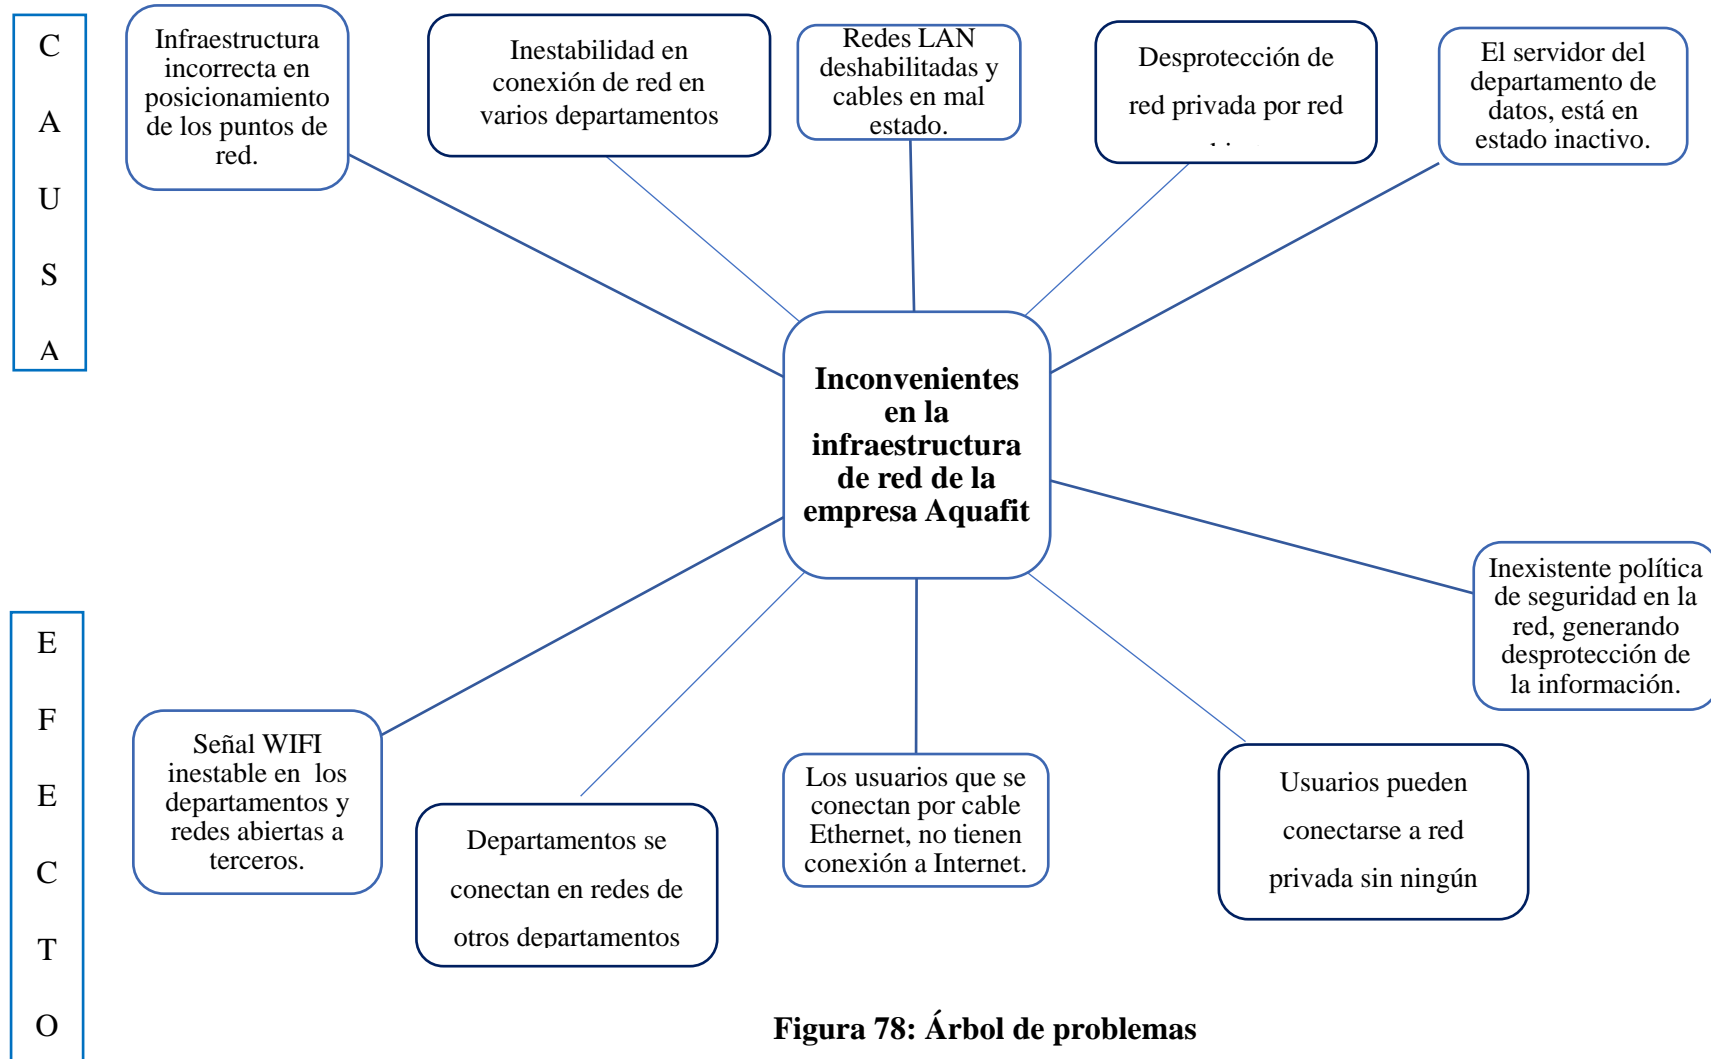 C
A
U
S
A
Infraestructura
incorrecta en
posicionamiento
de los puntos de
red.
Inestabilidad en
conexión de red en
varios departamentos
Redes LAN
deshabilitadas y
cables en mal
estado.
Desprotección de
red privada por red
El servidor del
departamento de
datos, está en
estado inactivo.
Inconvenientes
en la
infraestructura
de red de la
empresa Aquafit
E
F
E
C
T
O
Señal WIFI
inestable en los
departamentos y
redes abiertas a
terceros.
Departamentos se
conectan en redes de
otros departamentos
Los usuarios que se
conectan por cable
Ethernet, no tienen
conexión a Internet.
Usuarios pueden
conectarse a red
privada sin ningún
Inexistente política
de seguridad en la
red, generando
desprotección de
la información.
Figura 78: Árbol de problemas